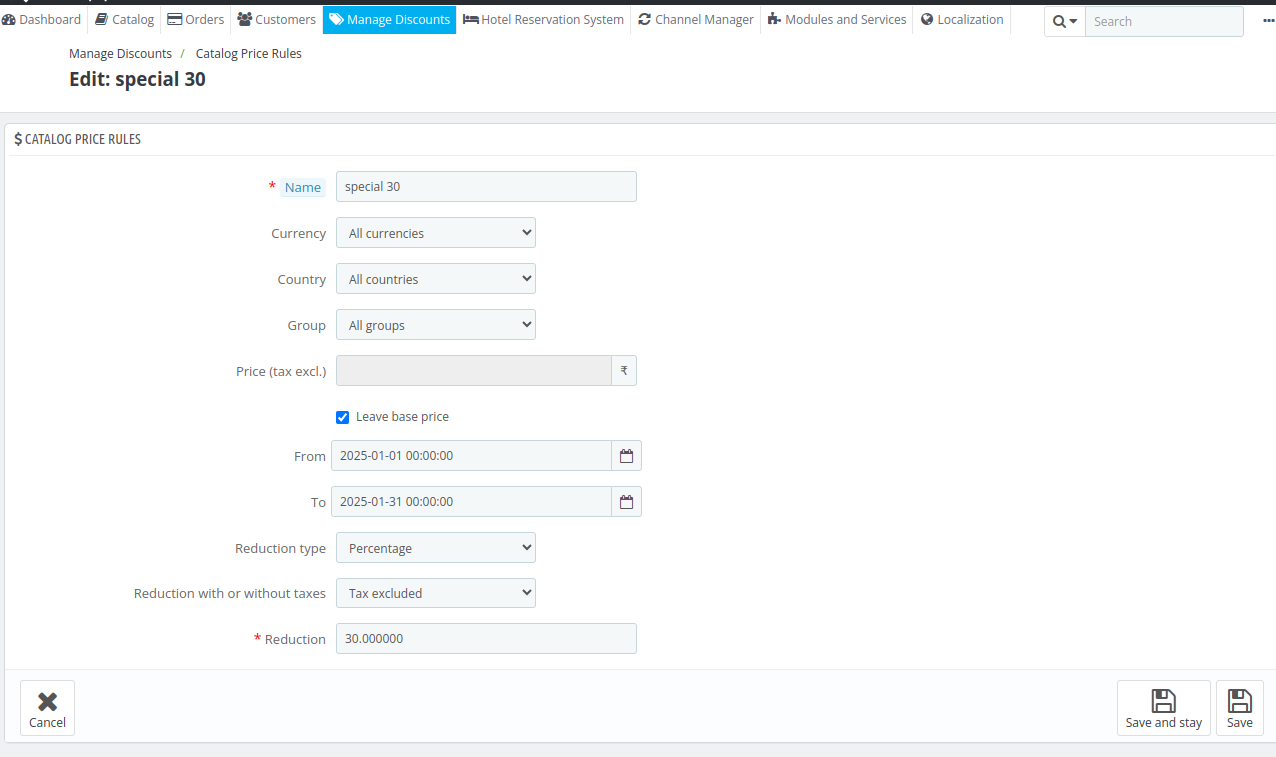 Dashboard Catalog Orders Customers Manage Discounts Hotel Reservation System Channel Manager Modules and Services Localization Search
Manage Discounts / Catalog Price Rules
Edit: special 30
$ CATALOG PRICE RULES
* Name special 30
Currency All currencies
Country All countries
Group All groups
Price (tax excl.) ₹
Leave base price
From 2025-01-01 00:00:00
To 2025-01-31 00:00:00
Reduction type Percentage
Reduction with or without taxes Tax excluded
* Reduction 30.000000
Cancel Save and stay Save